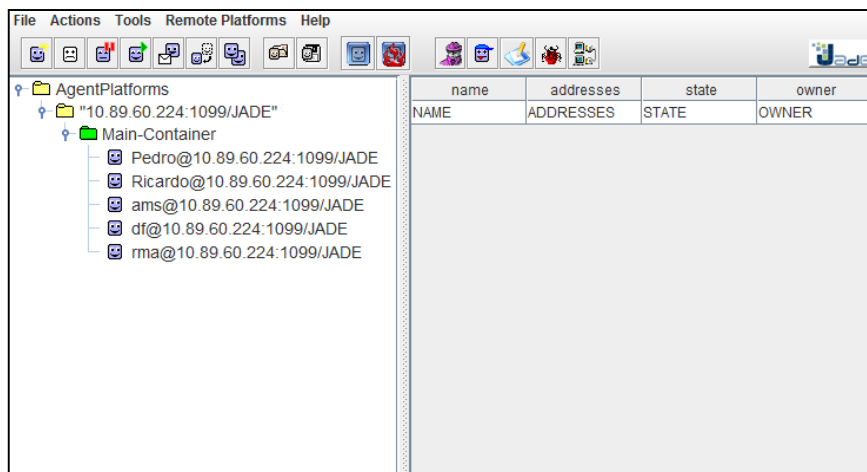 File Actions Tools Remote Platforms Help
Jade
AgentPlatforms
"10.89.60.224:1099/JADE"
Main-Container
Pedro@10.89.60.224:1099/JADE
Ricardo@10.89.60.224:1099/JADE
ams@10.89.60.224:1099/JADE
df@10.89.60.224:1099/JADE
rma@10.89.60.224:1099/JADE
name addresses state owner
NAME ADDRESSES STATE OWNER